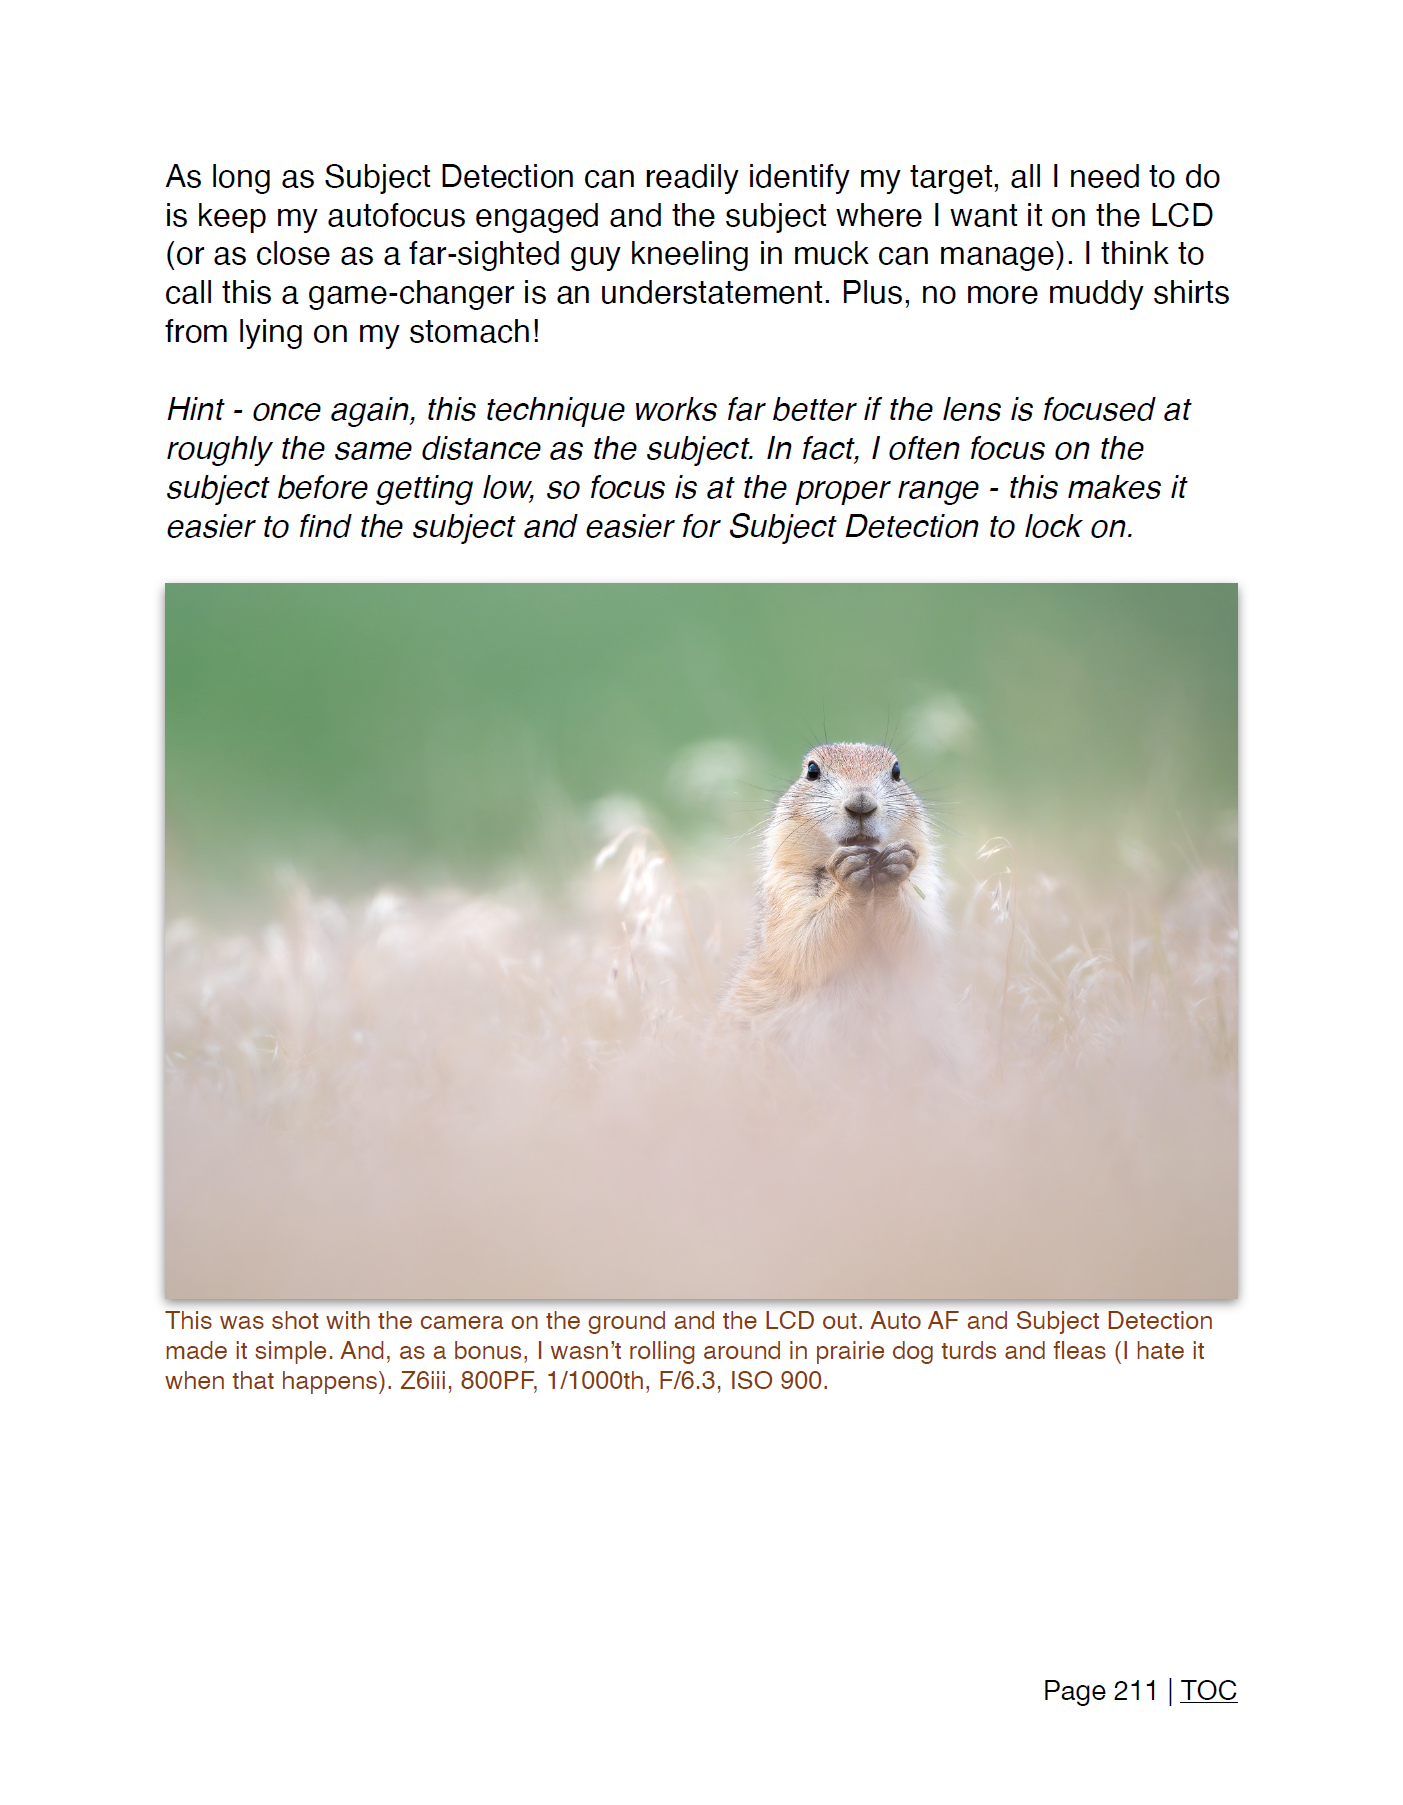 As long as Subject Detection can readily identify my target, all I need to do
is keep my autofocus engaged and the subject where I want it on the LCD
(or as close as a far-sighted guy kneeling in muck can manage). I think to
call this a game-changer is an understatement. Plus, no more muddy shirts
from lying on my stomach!
Hint - once again, this technique works far better if the lens is focused at
roughly the same distance as the subject. In fact, I often focus on the
subject before getting low, so focus is at the proper range - this makes it
easier to find the subject and easier for Subject Detection to lock on.
This was shot with the camera on the ground and the LCD out. Auto AF and Subject Detection
made it simple. And, as a bonus, I wasn’t rolling around in prairie dog turds and fleas (I hate it
when that happens). Z6iii, 800PF, 1/1000th, F/6.3, ISO 900.
Page 211 | TOC